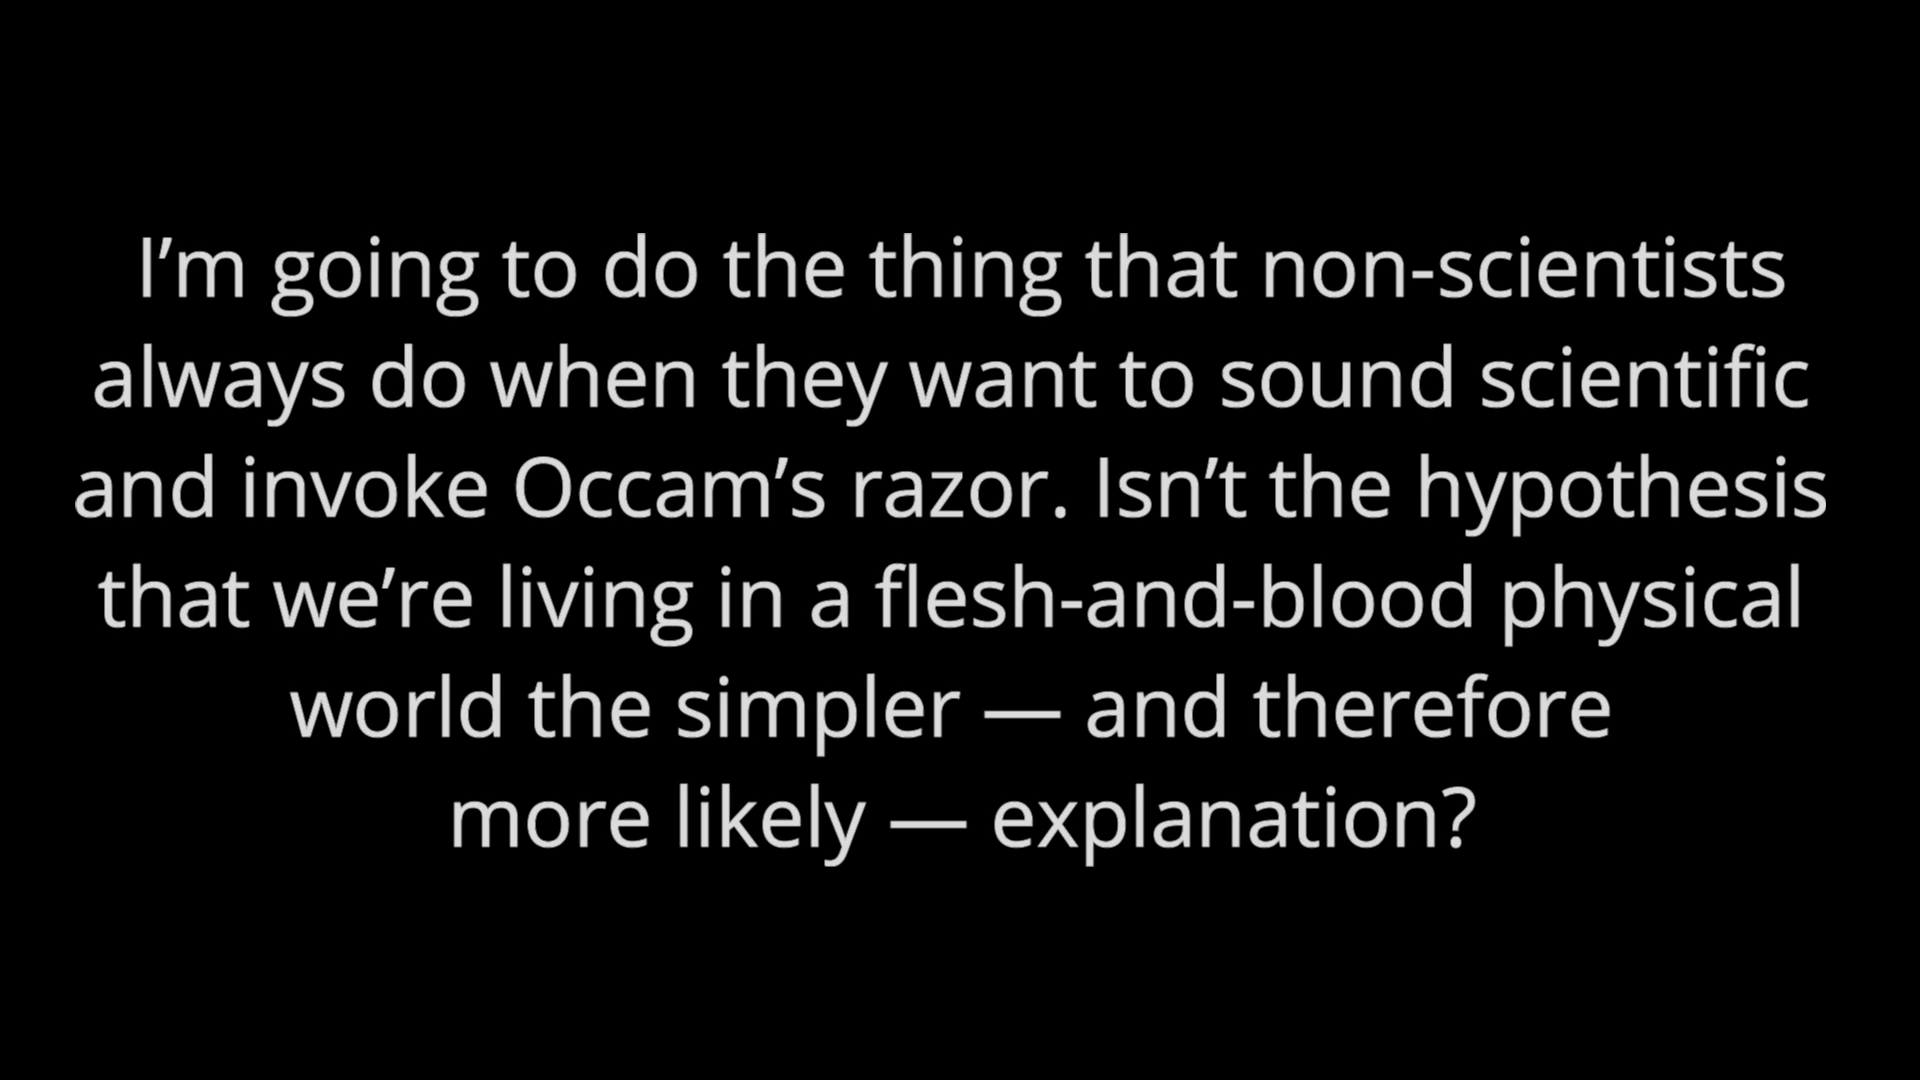 I’m going to do the thing that non-scientists
always do when they want to sound scientific
and invoke Occam’s razor. Isn’t the hypothesis
that we’re living in a flesh-and-blood physical
world the simpler — and therefore
more likely — explanation?